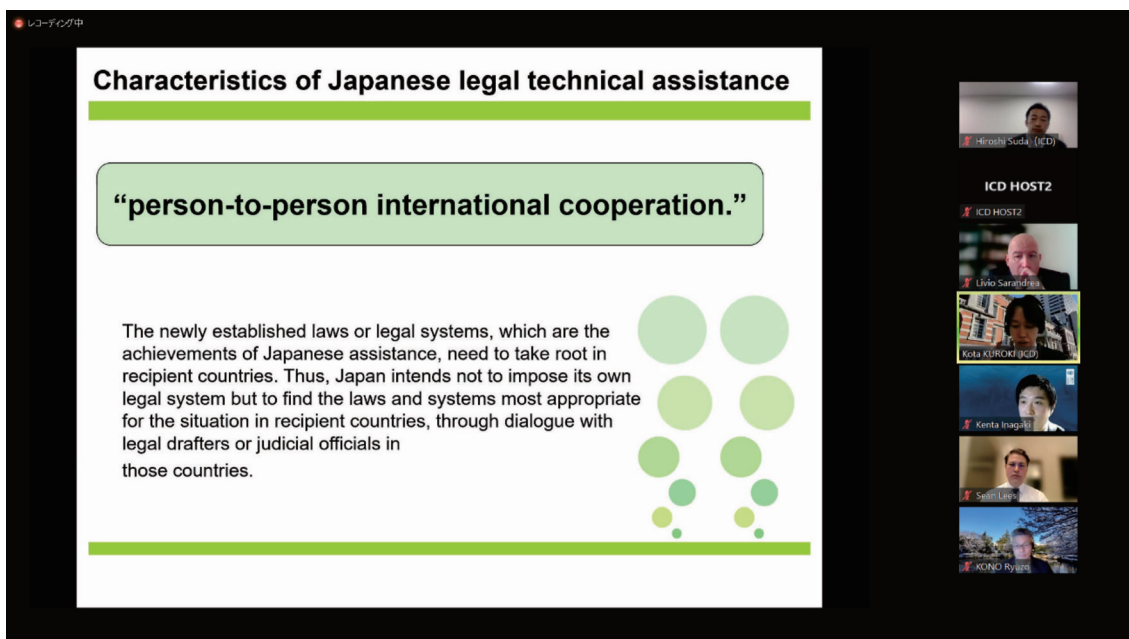 レコーディング中
Characteristics of Japanese legal technical assistance
“person-to-person international cooperation.”
The newly established laws or legal systems, which are the
achievements of Japanese assistance, need to take root in
recipient countries. Thus, Japan intends not to impose its own
legal system but to find the laws and systems most appropriate
for the situation in recipient countries, through dialogue with
legal drafters or judicial officials in
those countries.
Hiroshi Suda (ICD)
ICD HOST2
ICD HOST2
Livio Sarandrea
Kota KUROKI (ICD)
Kenta Inagaki
Sean Lees
KONO Ryuzo